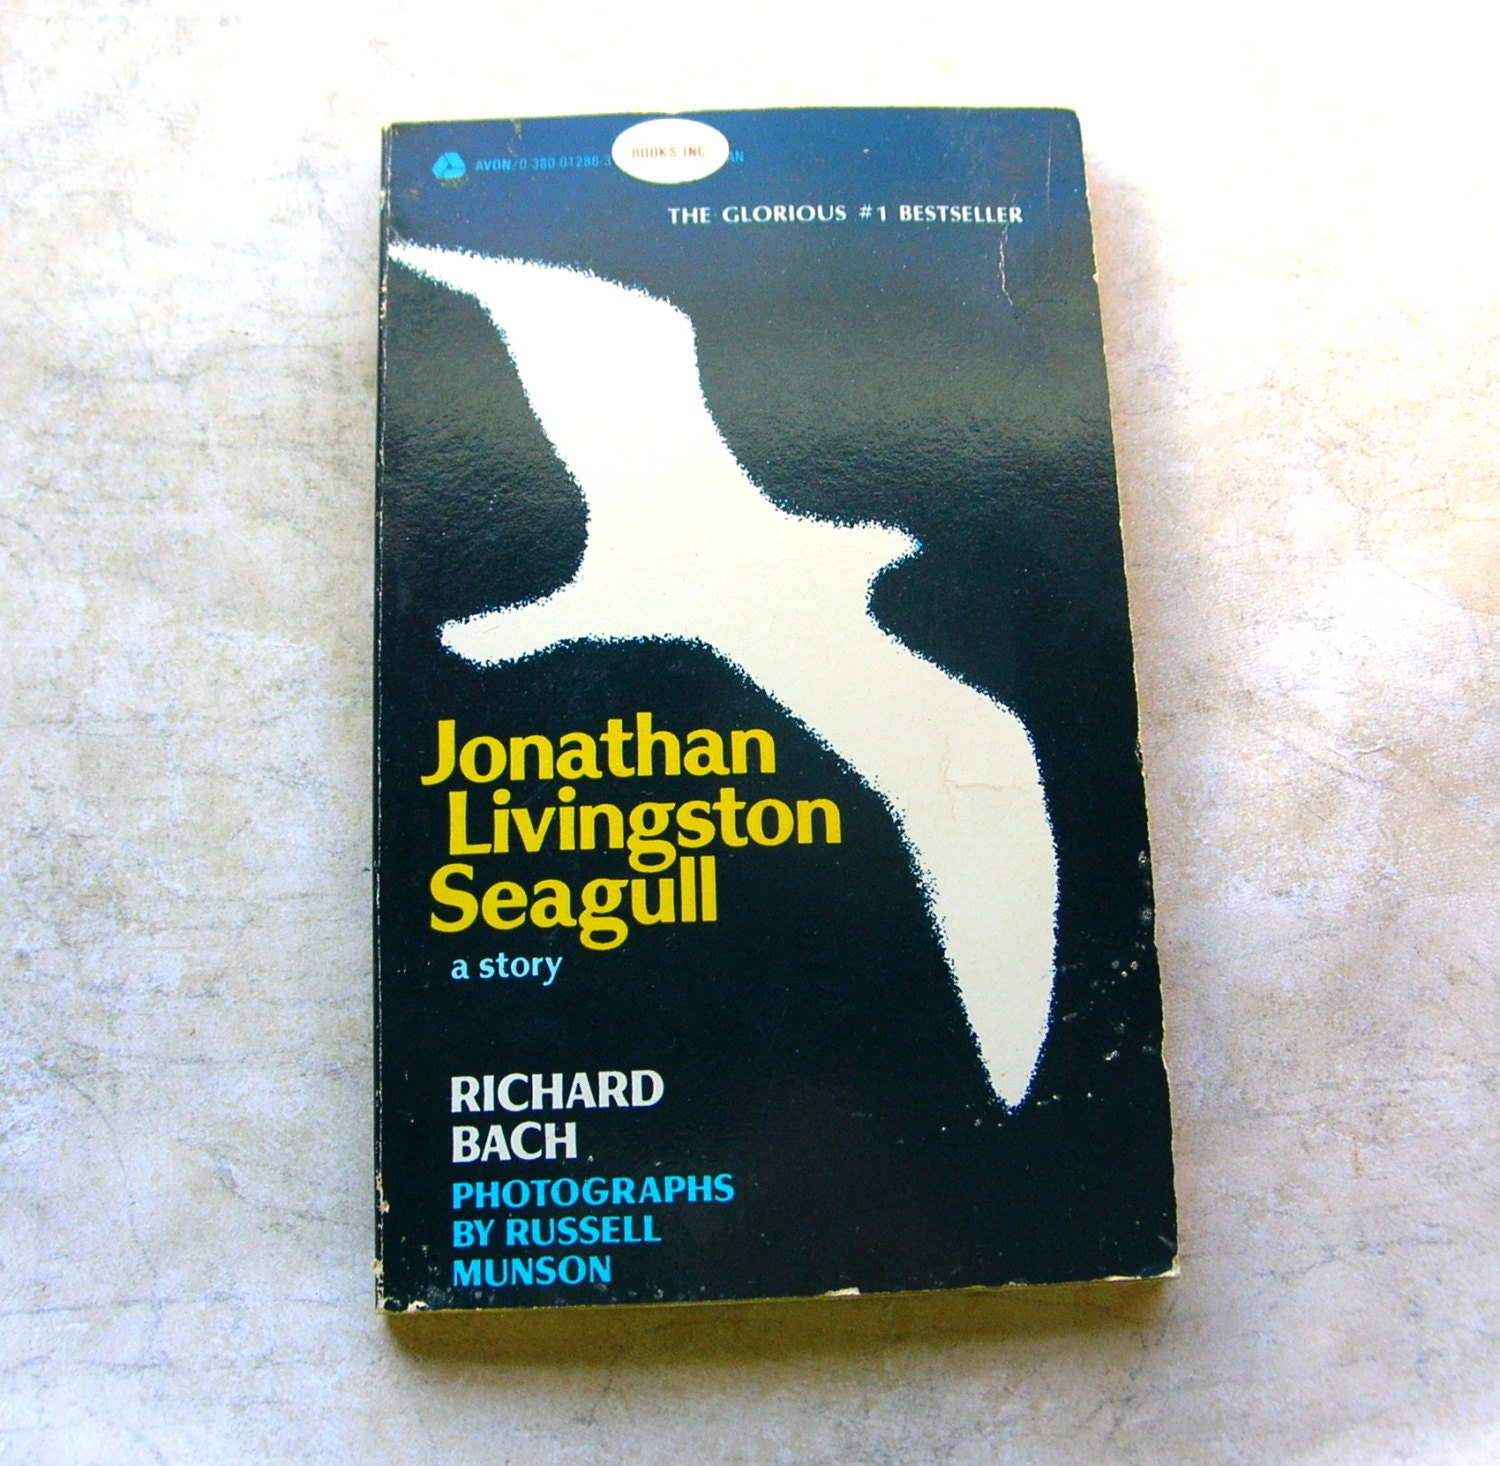 AVON/0-380-01286-3
BOOKS INC
THE GLORIOUS #1 BESTSELLER
Jonathan
Livingston
Seagull
a story
RICHARD
BACH
PHOTOGRAPHS
BY RUSSELL
MUNSON